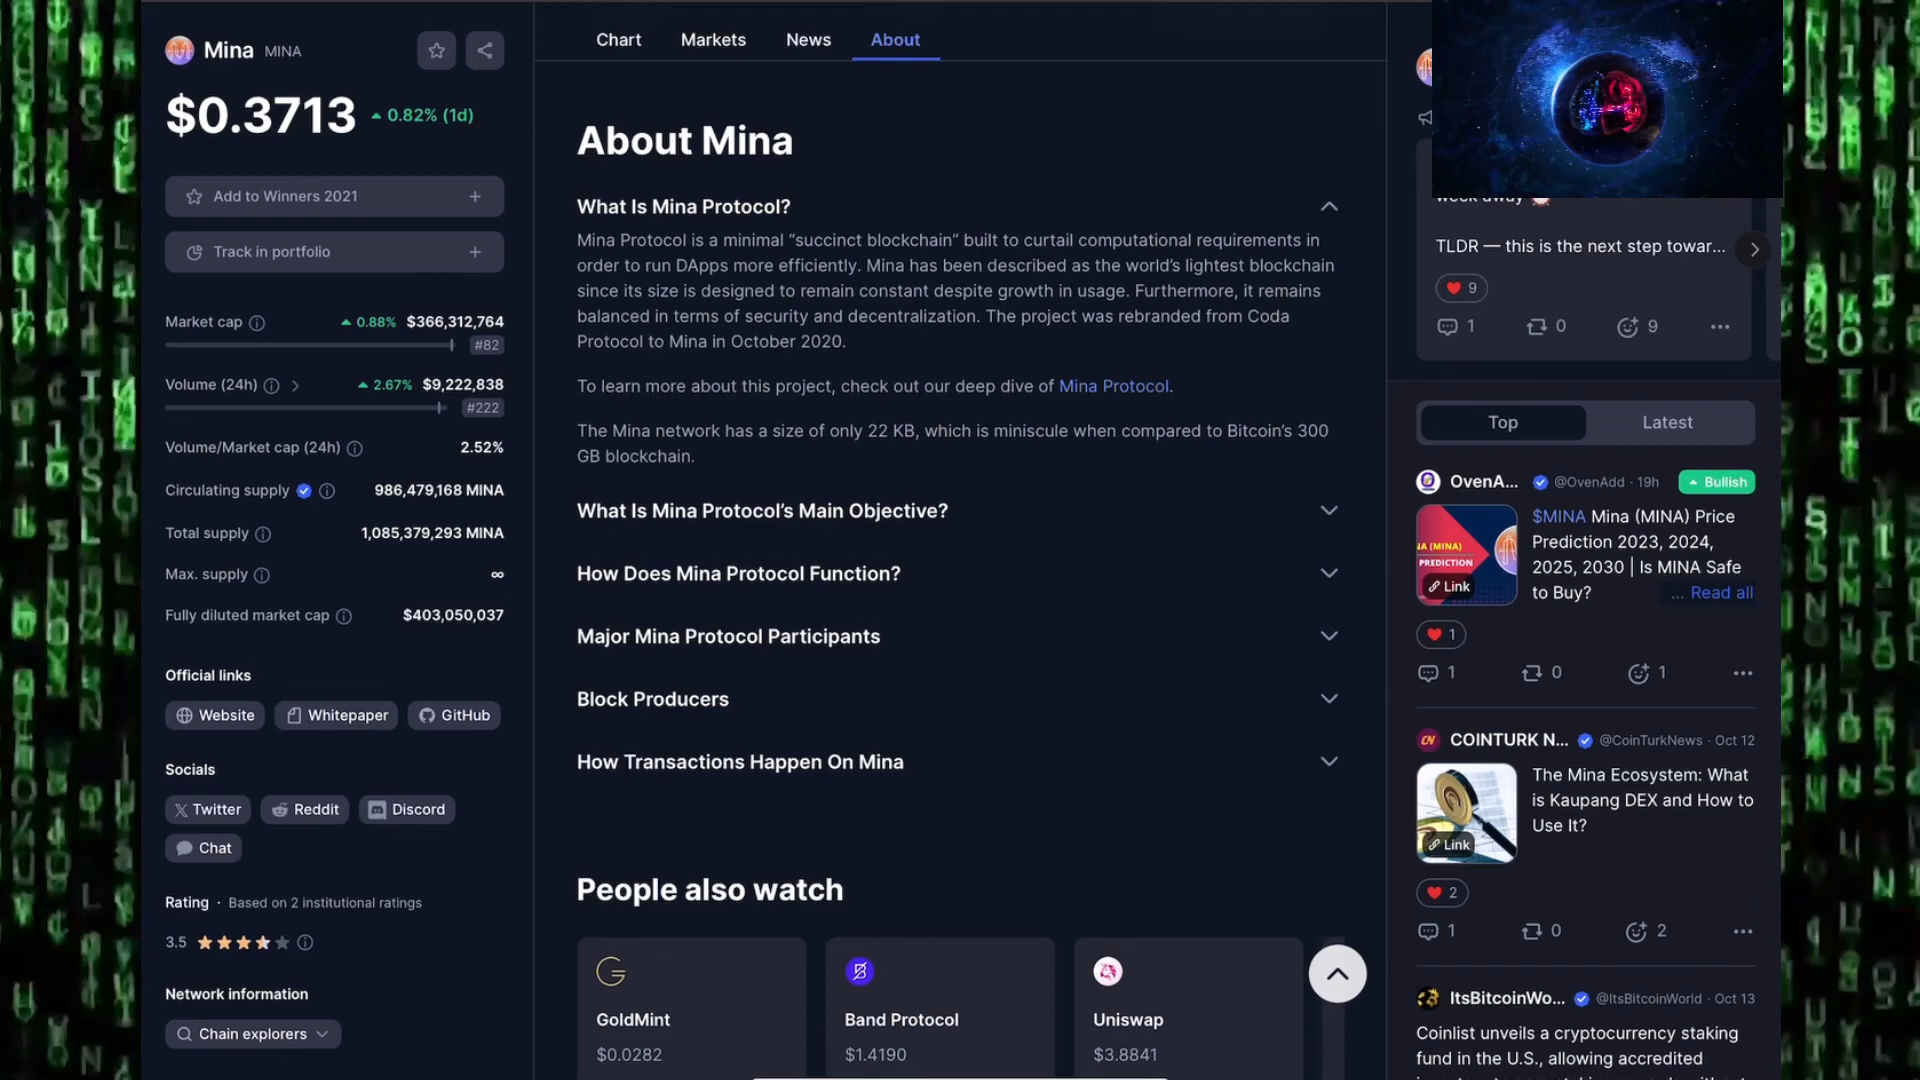 Mina MINA
$0.3713 0.82% (1d)
Add to Winners 2021
Track in portfolio
Market cap 0.88% $366,312,764
#82
Volume (24h) 2.67% $9,222,838
#222
Volume/Market cap (24h) 2.52%
Circulating supply 986,479,168 MINA
Total supply 1,085,379,293 MINA
Max. supply ∞
Fully diluted market cap $403,050,037
Official links
Website Whitepaper GitHub
Socials
Twitter Reddit Discord
Chat
Rating · Based on 2 institutional ratings
3.5
Network information
Chain explorers
Chart Markets News About
About Mina
What Is Mina Protocol?
Mina Protocol is a minimal “succinct blockchain” built to curtail computational requirements in
order to run DApps more efficiently. Mina has been described as the world’s lightest blockchain
since its size is designed to remain constant despite growth in usage. Furthermore, it remains
balanced in terms of security and decentralization. The project was rebranded from Coda
Protocol to Mina in October 2020.
To learn more about this project, check out our deep dive of Mina Protocol.
The Mina network has a size of only 22 KB, which is miniscule when compared to Bitcoin’s 300
GB blockchain.
What Is Mina Protocol’s Main Objective?
How Does Mina Protocol Function?
Major Mina Protocol Participants
Block Producers
How Transactions Happen On Mina
People also watch
GoldMint
$0.0282
Band Protocol
$1.4190
Uniswap
$3.8841
week away
TLDR — this is the next step towar...
9
1 0 9
Top Latest
OvenA... @OvenAdd · 19h Bullish
NA (MINA)
PREDICTION
Link
$MINA Mina (MINA) Price
Prediction 2023, 2024,
2025, 2030 | Is MINA Safe
to Buy? ... Read all
1
1 0 1
CN COINTURK N... @CoinTurkNews · Oct 12
Link
The Mina Ecosystem: What
is Kaupang DEX and How to
Use It?
2
1 0 2
ItsBitcoinWo... @ItsBitcoinWorld · Oct 13
Coinlist unveils a cryptocurrency staking
fund in the U.S., allowing accredited